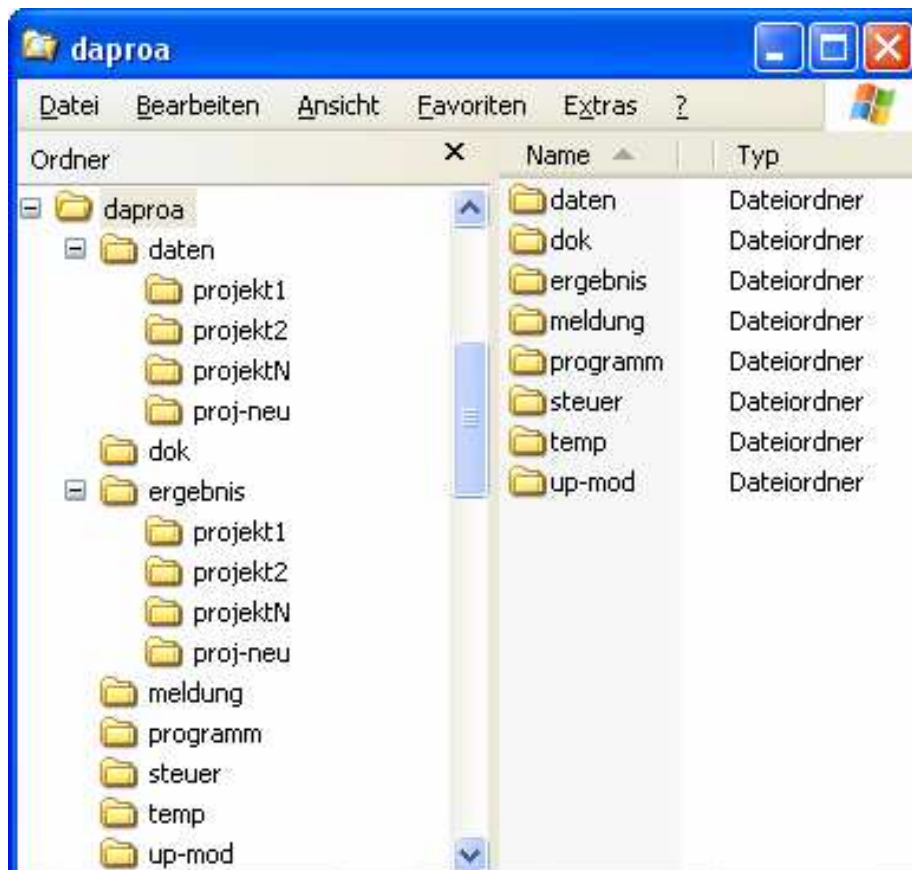 daproa
Datei Bearbeiten Ansicht Favoriten Extras ?
Ordner
daproa
daten
projekt1
projekt2
projektN
proj-neu
dok
ergebnis
projekt1
projekt2
projektN
proj-neu
meldung
programm
steuer
temp
up-mod
Name Typ
daten Dateiordner
dok Dateiordner
ergebnis Dateiordner
meldung Dateiordner
programm Dateiordner
steuer Dateiordner
temp Dateiordner
up-mod Dateiordner